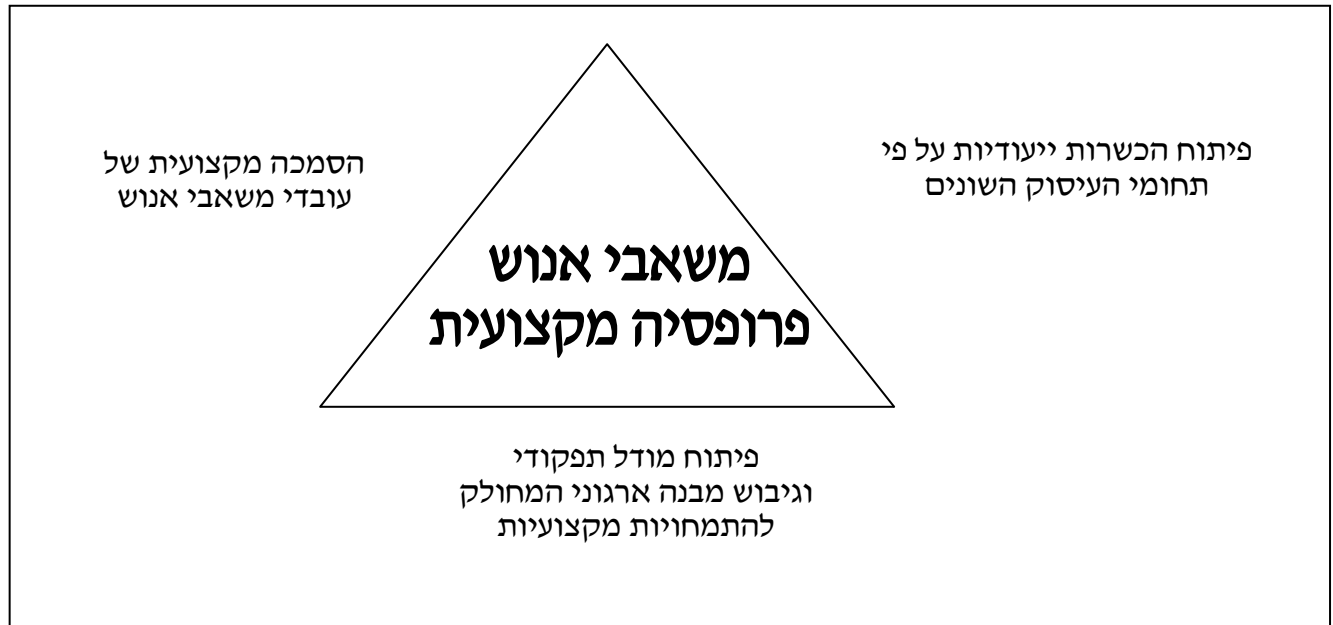 פיתוח הכשרות ייעודיות על פי
תחומי העיסוק השונים
הסמכה מקצועית של
עובדי משאבי אנוש
משאבי אנוש
פרופסיה מקצועית
פיתוח מודל תפקודי
וגיבוש מבנה ארגוני המחולק
להתמחויות מקצועיות